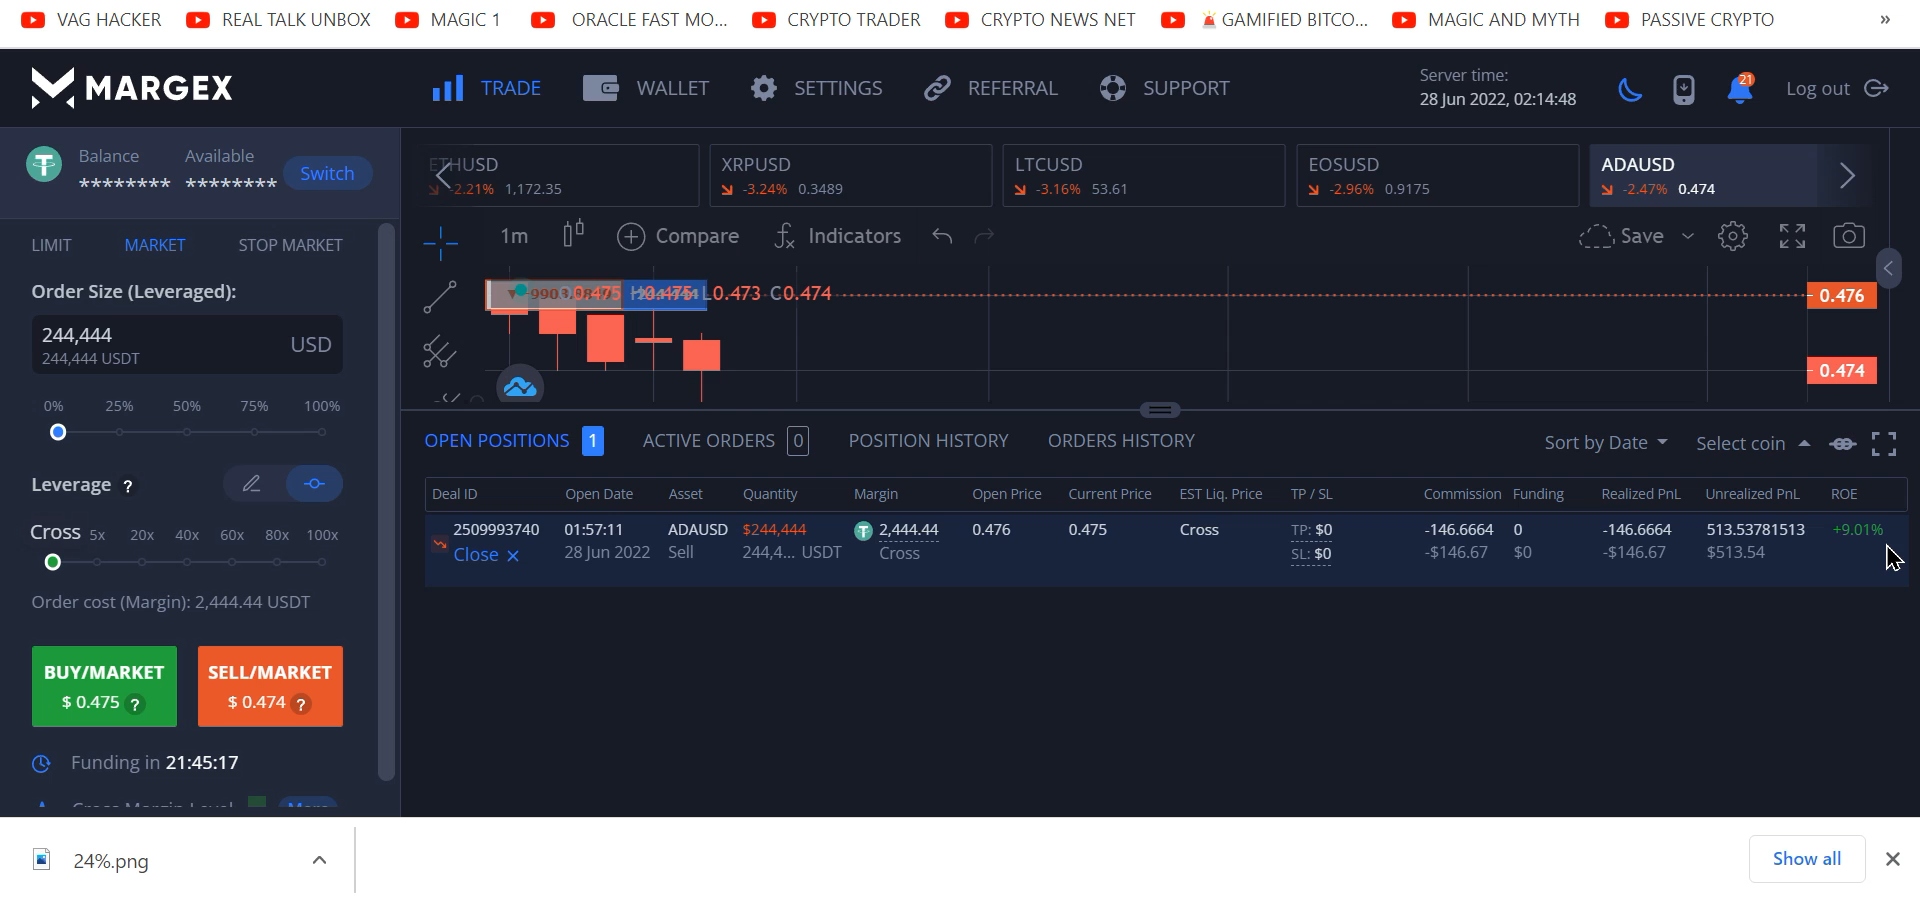 VAG HACKER REAL TALK UNBOX MAGIC 1 ORACLE FAST MO... CRYPTO TRADER CRYPTO NEWS NET GAMIFIED BITCO... MAGIC AND MYTH PASSIVE CRYPTO »
MARGEX TRADE WALLET SETTINGS REFERRAL SUPPORT
Server time:
28 Jun 2022, 02:14:48
21
Log out
Balance Available
******** ********
Switch
ETHUSD
-2.21% 1,172.35
XRPUSD
-3.24% 0.3489
LTCUSD
-3.16% 53.61
EOSUSD
-2.96% 0.9175
ADAUSD
-2.47% 0.474
LIMIT MARKET STOP MARKET
1m Compare Indicators Save
Order Size (Leveraged):
244,444 USD
244,444 USDT
0% 25% 50% 75% 100%
Leverage ?
Cross 5x 20x 40x 60x 80x 100x
Order cost (Margin): 2,444.44 USDT
BUY/MARKET
$ 0.475 ?
SELL/MARKET
$ 0.474 ?
Funding in 21:45:17
0.475 H0.475 L0.473 C0.474
0.476
0.474
OPEN POSITIONS 1 ACTIVE ORDERS 0 POSITION HISTORY ORDERS HISTORY Sort by Date Select coin
Deal ID Open Date Asset Quantity Margin Open Price Current Price EST Liq. Price TP / SL Commission Funding Realized PnL Unrealized PnL ROE
2509993740 01:57:11 ADAUSD $244,444 2,444.44 0.476 0.475 Cross TP: $0 -146.6664 0 -146.6664 513.53781513 +9.01%
Close × 28 Jun 2022 Sell 244,4... USDT Cross SL: $0 -$146.67 $0 -$146.67 $513.54
24%.png
Show all